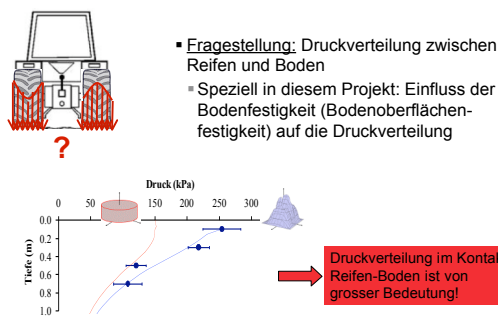 ▪ Fragestellung: Druckverteilung zwischen
Reifen und Boden
▪ Speziell in diesem Projekt: Einfluss der
Bodenfestigkeit (Bodenoberflächen-
festigkeit) auf die Druckverteilung
?
Druck (kPa)
0 50 100 150 200 250 300
Tiefe (m)
0.0
0.2
0.4
0.6
0.8
1.0
Druckverteilung im Kontakt
Reifen-Boden ist von
grosser Bedeutung!